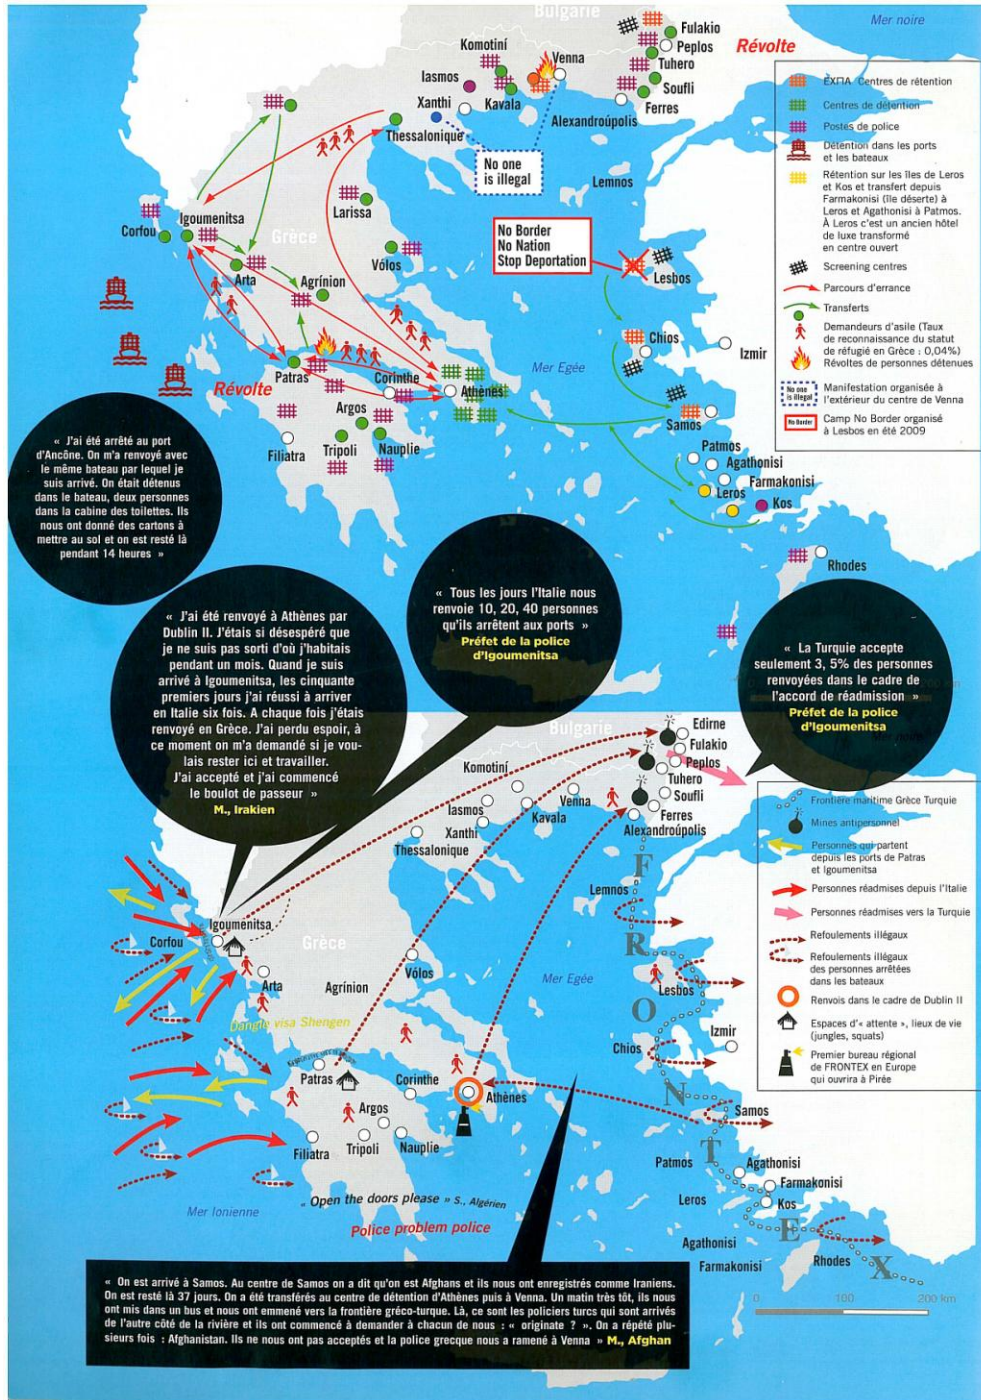 Bulgarie
Mer noire
Fulakio
Peplos
Révolte
Komotiní
Venna
Tuhero
Iasmos
Soufli
Xanthi
Kavala
Ferres
Alexandroúpolis
Thessalonique
No one
is illegal
Lemnos
Larissa
Igoumenitsa
Corfou
Grèce
Vólos
No Border
No Nation
Stop Deportation
Lesbos
Arta
Agrínion
Chios
Izmir
Mer Egée
Patras
Corinthe
Athènes
Révolte
Argos
Samos
Filiatra
Tripoli
Nauplie
Patmos
Agathonisi
Farmakonisi
Leros
Kos
Rhodes
ΕΧΠΑ Centres de rétention
Centres de détention
Postes de police
Détention dans les ports
et les bateaux
Rétention sur les îles de Leros
et Kos et transfert depuis
Farmakonisi (île déserte) à
Leros et Agathonisi à Patmos.
À Leros c'est un ancien hôtel
de luxe transformé
en centre ouvert
Screening centres
Parcours d'errance
Transferts
Demandeurs d'asile (Taux
de reconnaissance du statut
de réfugié en Grèce : 0,04%)
Révoltes de personnes détenues
No one
is illegal
Manifestation organisée à
l'extérieur du centre de Venna
No Border
Camp No Border organisé
à Lesbos en été 2009
« J'ai été arrêté au port
d'Ancône. On m'a renvoyé avec
le même bateau par lequel je
suis arrivé. On était détenus
dans le bateau, deux personnes
dans la cabine des toilettes. Ils
nous ont donné des cartons à
mettre au sol et on est resté là
pendant 14 heures »
« J'ai été renvoyé à Athènes par
Dublin II. J'étais si désespéré que
je ne suis pas sorti d'où j'habitais
pendant un mois. Quand je suis
arrivé à Igoumenitsa, les cinquante
premiers jours j'ai réussi à arriver
en Italie six fois. A chaque fois j'étais
renvoyé en Grèce. J'ai perdu espoir, à
ce moment on m'a demandé si je vou-
lais rester ici et travailler.
J'ai accepté et j'ai commencé
le boulot de passeur »
M., Irakien
« Tous les jours l'Italie nous
renvoie 10, 20, 40 personnes
qu'ils arrêtent aux ports »
Préfet de la police
d'Igoumenitsa
« La Turquie accepte
seulement 3, 5% des personnes
renvoyées dans le cadre de
l'accord de réadmission »
Préfet de la police
d'Igoumenitsa
Bulgarie
Edirne
Fulakio
Peplos
Komotiní
Tuhero
Venna
Soufli
Iasmos
Ferres
Xanthi
Kavala
Alexandroúpolis
Thessalonique
Lemnos
Igoumenitsa
Corfou
Grèce
Vólos
Arta
Agrínion
Mer Egée
Lesbos
Dangle visa Shengen
Izmir
Chios
Patras
Corinthe
Athènes
Argos
Samos
Filiatra
Tripoli
Nauplie
Patmos
Agathonisi
Farmakonisi
Leros
Kos
« Open the doors please » S., Algérien
Mer Ionienne
Police problem police
Agathonisi
Farmakonisi
Rhodes
FRONTEX
Frontière maritime Grèce Turquie
Mines antipersonnel
Personnes qui partent
depuis les ports de Patras
et Igoumenitsa
Personnes réadmises depuis l'Italie
Personnes réadmises vers la Turquie
Refoulements illégaux
Refoulements illégaux
des personnes arrêtées
dans les bateaux
Renvois dans le cadre de Dublin II
Espaces d'« attente », lieux de vie
(jungles, squats)
Premier bureau régional
de FRONTEX en Europe
qui ouvrira à Pirée
0 100 200 km
« On est arrivé à Samos. Au centre de Samos on a dit qu'on est Afghans et ils nous ont enregistrés comme Iraniens.
On est resté là 37 jours. On a été transférés au centre de détention d'Athènes puis à Venna. Un matin très tôt, ils nous
ont mis dans un bus et nous ont emmené vers la frontière gréco-turque. Là, ce sont les policiers turcs qui sont arrivés
de l'autre côté de la rivière et ils ont commencé à demander à chacun de nous : « originate ? ». On a répété plu-
sieurs fois : Afghanistan. Ils ne nous ont pas acceptés et la police grecque nous a ramené à Venna » M., Afghan